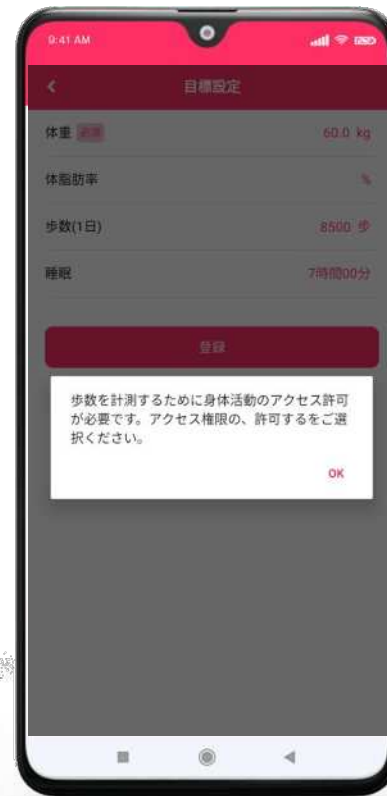 9:41 AM
目標設定
体重 必須 60.0 kg
体脂肪率 %
歩数(1日) 8500 歩
睡眠 7時間00分
登録
歩数を計測するために身体活動のアクセス許可
が必要です。アクセス権限の、許可するをご選
択ください。
OK